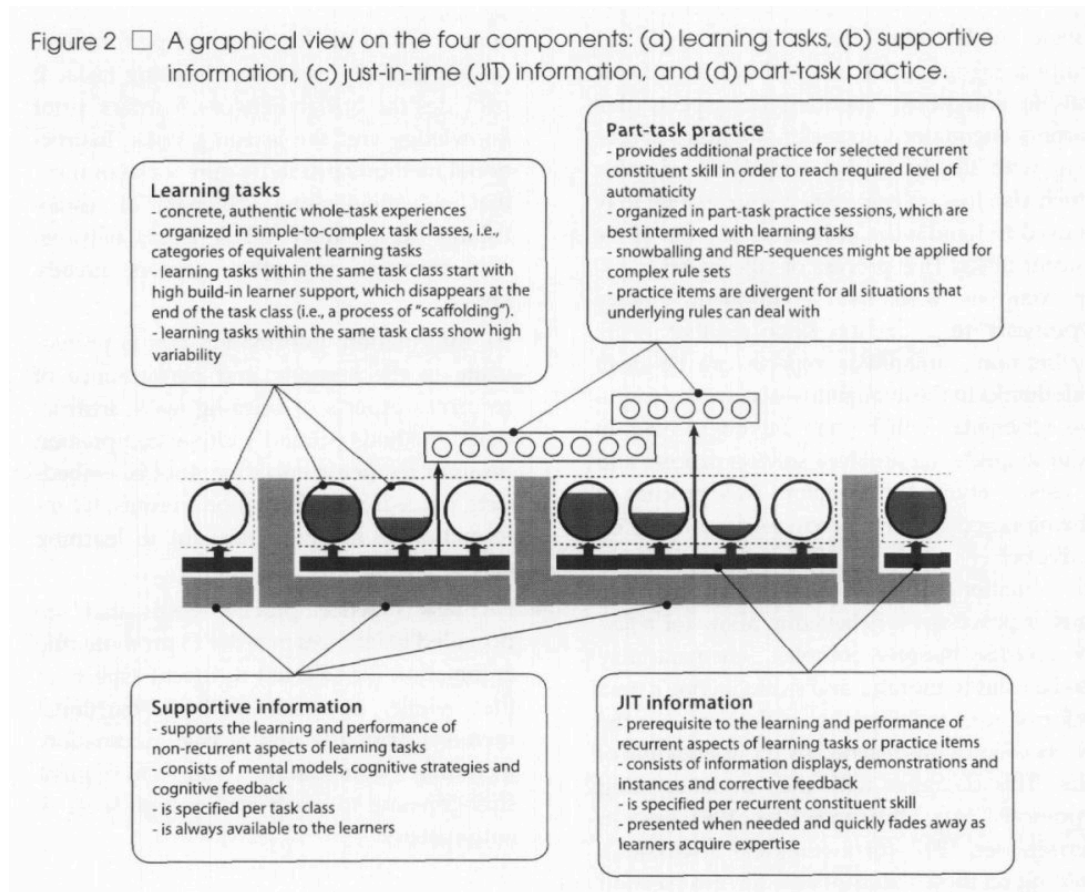 Figure 2 □ A graphical view on the four components: (a) learning tasks, (b) supportive
information, (c) just-in-time (JIT) information, and (d) part-task practice.
Part-task practice
- provides additional practice for selected recurrent
constituent skill in order to reach required level of
automaticity
- organized in part-task practice sessions, which are
best intermixed with learning tasks
- snowballing and REP-sequences might be applied for
complex rule sets
- practice items are divergent for all situations that
underlying rules can deal with
Learning tasks
- concrete, authentic whole-task experiences
- organized in simple-to-complex task classes, i.e.,
categories of equivalent learning tasks
- learning tasks within the same task class start with
high build-in learner support, which disappears at the
end of the task class (i.e., a process of “scaffolding”).
- learning tasks within the same task class show high
variability
Supportive information
- supports the learning and performance of
non-recurrent aspects of learning tasks
- consists of mental models, cognitive strategies and
cognitive feedback
- is specified per task class
- is always available to the learners
JIT information
- prerequisite to the learning and performance of
recurrent aspects of learning tasks or practice items
- consists of information displays, demonstrations and
instances and corrective feedback
- is specified per recurrent constituent skill
- presented when needed and quickly fades as
learners acquire expertise